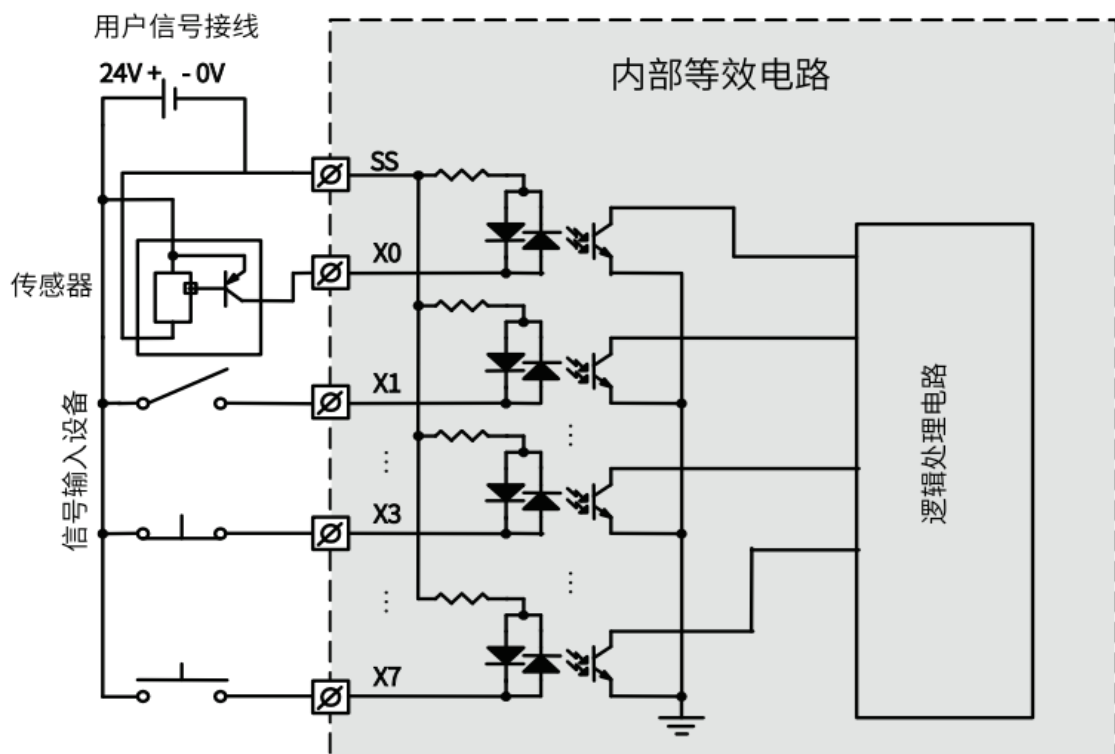 用户信号接线
24V + - 0V
内部等效电路
SS
X0
传感器
X1
信号输入设备
逻辑处理电路
X3
X7